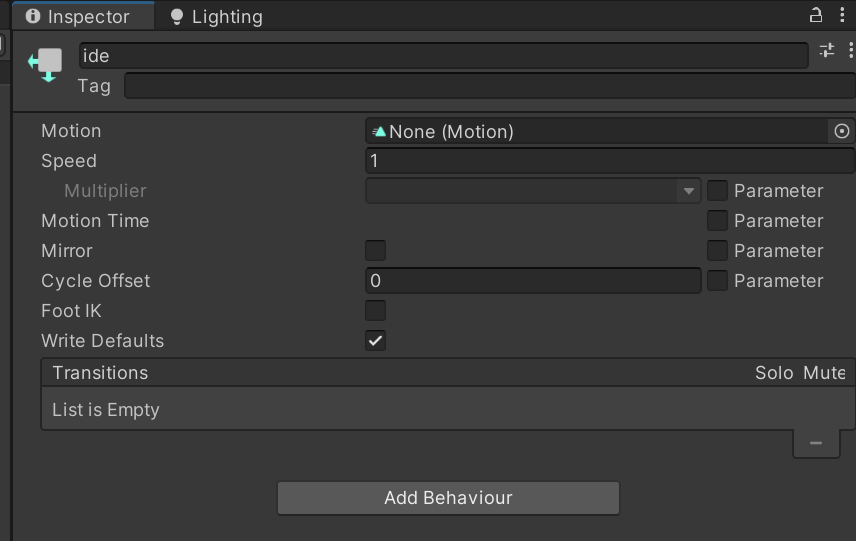 Inspector Lighting
ide
Tag
Motion None (Motion)
Speed 1
Multiplier Parameter
Motion Time Parameter
Mirror Parameter
Cycle Offset 0 Parameter
Foot IK
Write Defaults
Transitions Solo Mute
List is Empty
Add Behaviour